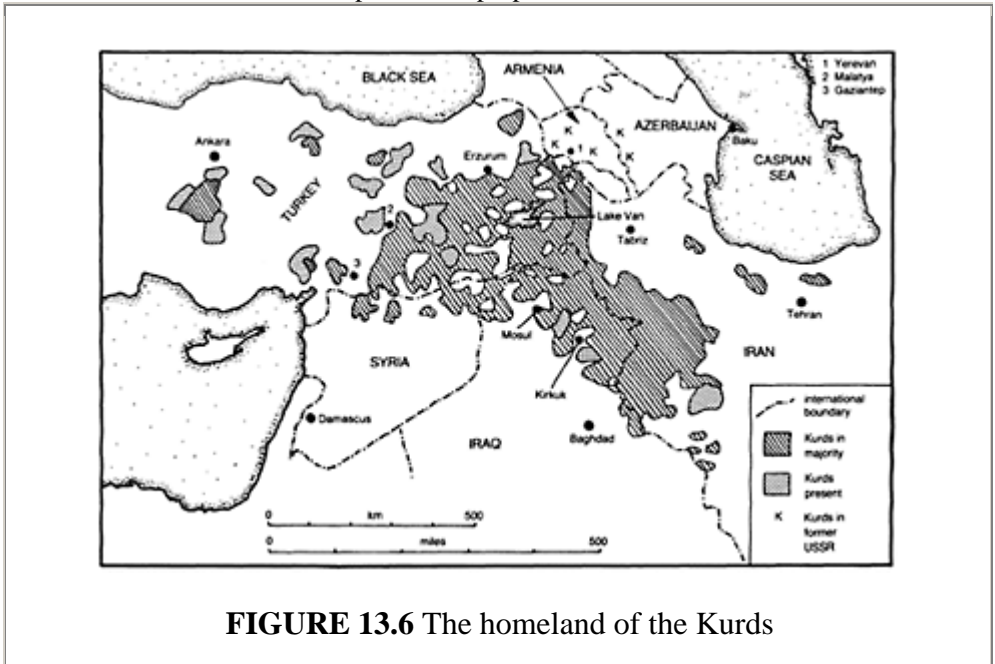 BLACK SEA
ARMENIA
1 Yerevan
2 Malatya
3 Gaziantep
K
K
AZERBAIJAN
Ankara
1
K
K
Baku
Erzurum
CASPIAN
SEA
TURKEY
Lake Van
2
Tabriz
3
Tehran
Mosul
SYRIA
IRAN
Kirkuk
international
boundary
Damascus
IRAQ
Baghdad
Kurds in
majority
Kurds
present
0 km 500
K Kurds in
former
USSR
0 miles 500
FIGURE 13.6 The homeland of the Kurds